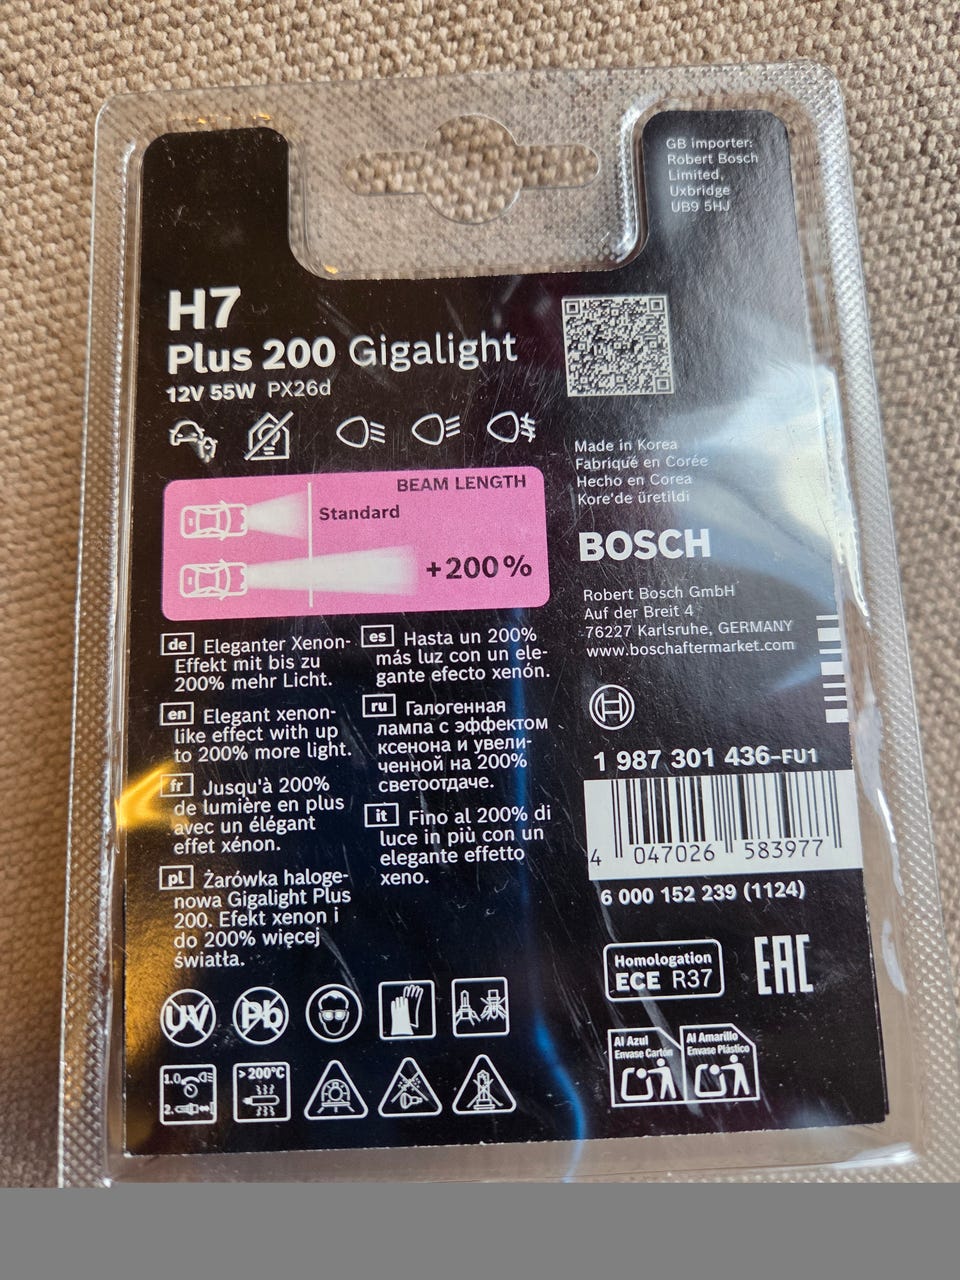 GB importer:
Robert Bosch
Limited,
Uxbridge
UB9 5HJ
H7
Plus 200 Gigalight
12V 55W PX26d
BEAM LENGTH
Standard
+200%
de Eleganter Xenon-
Effekt mit bis zu
200% mehr Licht.
en Elegant xenon-
like effect with up
to 200% more light.
fr Jusqu'à 200%
de lumière en plus
avec un élégant
effet xénon.
pl Żarówka haloge-
nowa Gigalight Plus
200. Efekt xenon i
do 200% więcej
światła.
es Hasta un 200%
más luz con un ele-
gante efecto xenón.
ru Галогенная
лампа с эффектом
ксенона и увели-
ченной на 200%
светоотдаче.
it Fino al 200% di
luce in più con un
elegante effetto
xeno.
Made in Korea
Fabriqué en Corée
Hecho en Corea
Kore'de üretildi
BOSCH
Robert Bosch GmbH
Auf der Breit 4
76227 Karlsruhe, GERMANY
www.boschaftermarket.com
1 987 301 436-FU1
4 047026 583977
6 000 152 239 (1124)
Homologation
ECE R37
EAC
Al Azul
Envase Cartón
Al Amarillo
Envase Plástico
UV
Pb
1.0
>200°C
2.